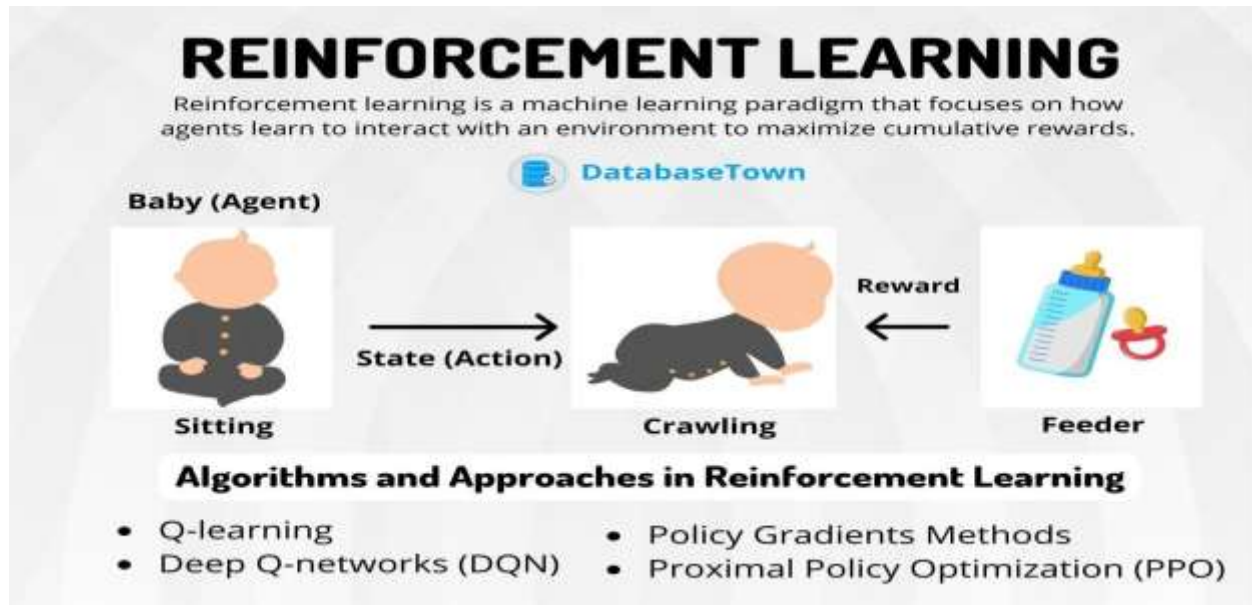 REINFORCEMENT LEARNING
Reinforcement learning is a machine learning paradigm that focuses on how
agents learn to interact with an environment to maximize cumulative rewards.
DatabaseTown
Baby (Agent)
State (Action)
Reward
Sitting
Crawling
Feeder
Algorithms and Approaches in Reinforcement Learning
• Q-learning
• Deep Q-networks (DQN)
• Policy Gradients Methods
• Proximal Policy Optimization (PPO)